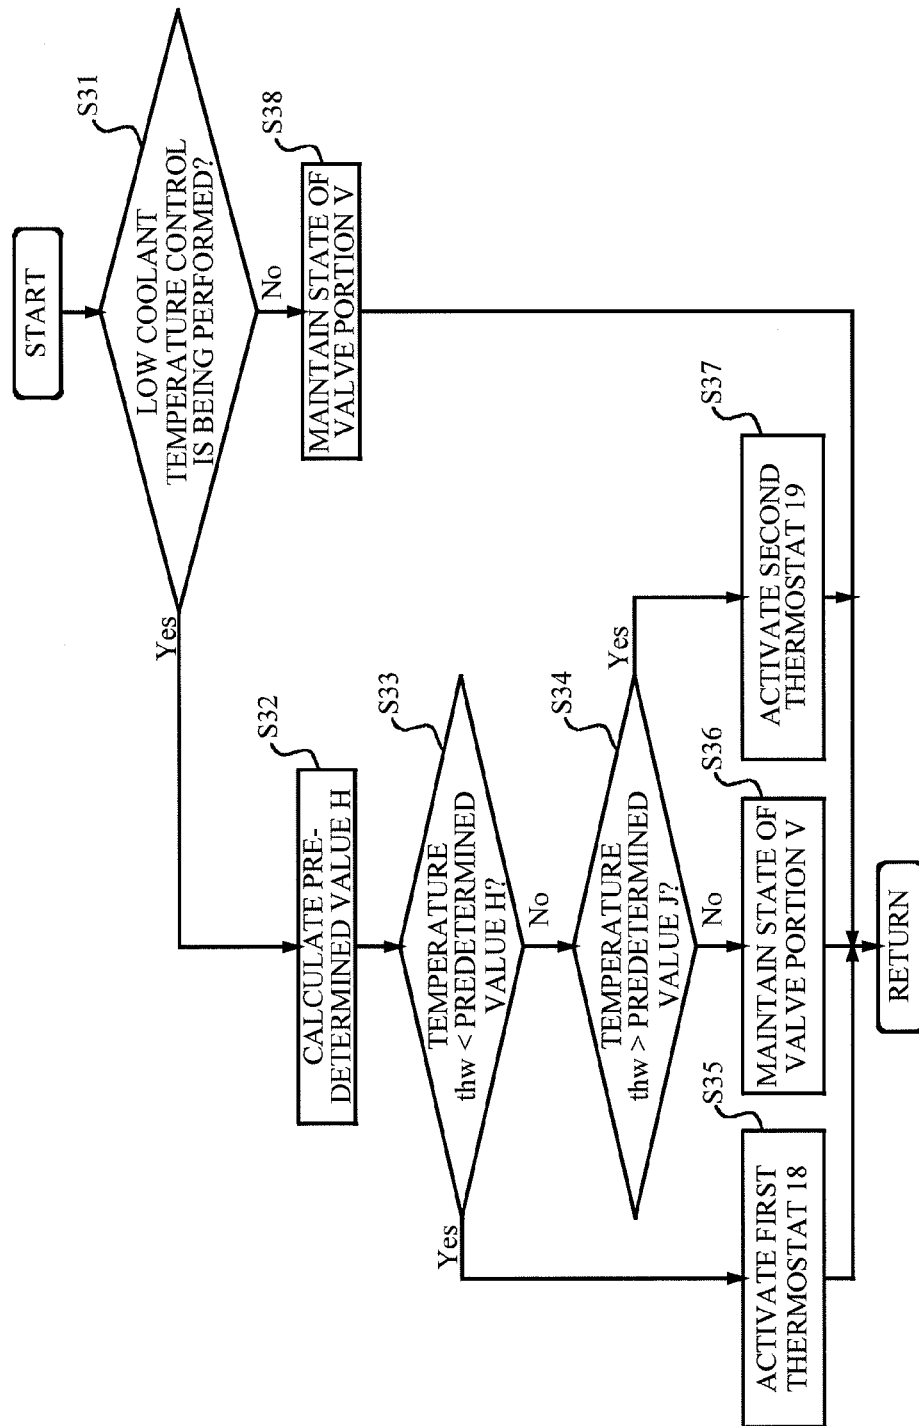 START
S31
LOW COOLANT
TEMPERATURE CONTROL
IS BEING PERFORMED?
Yes
No
S38
MAINTAIN STATE OF
VALVE PORTION V
S32
CALCULATE PRE-
DETERMINED VALUE H
S33
TEMPERATURE
thw < PREDETERMINED
VALUE H?
Yes
No
S34
TEMPERATURE
thw > PREDETERMINED
VALUE J?
Yes
No
S35
ACTIVATE FIRST
THERMOSTAT 18
S36
MAINTAIN STATE OF
VALVE PORTION V
S37
ACTIVATE SECOND
THERMOSTAT 19
RETURN